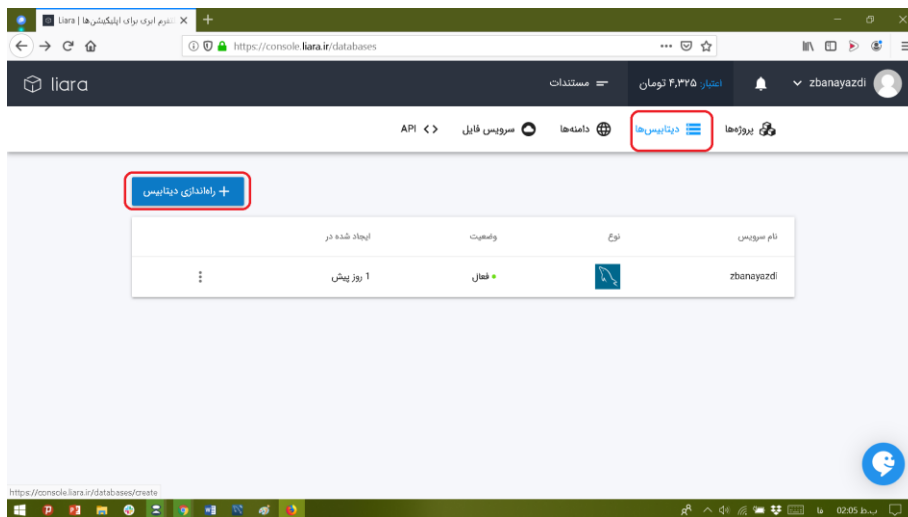 Liara | پلتفرم ابری برای اپلیکیشن‌ها
https://console.liara.ir/databases
liara
مستندات
اعتبار: ۴,۳۲۵ تومان
zbanayazdi
پروژه‌ها
دیتابیس‌ها
دامنه‌ها
سرویس فایل
API
+ راه‌اندازی دیتابیس
نام سرویس نوع وضعیت ایجاد شده در
zbanayazdi فعال 1 روز پیش
https://console.liara.ir/databases/create
فا 02:05 ب.ظ